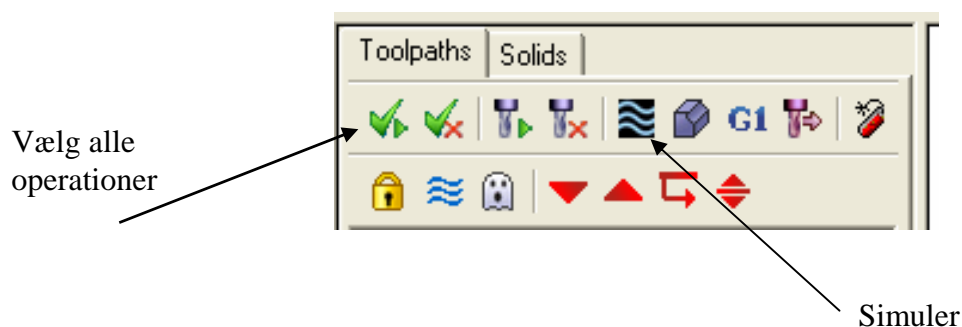 Toolpaths Solids
G1
Vælg alle
operationer
Simuler